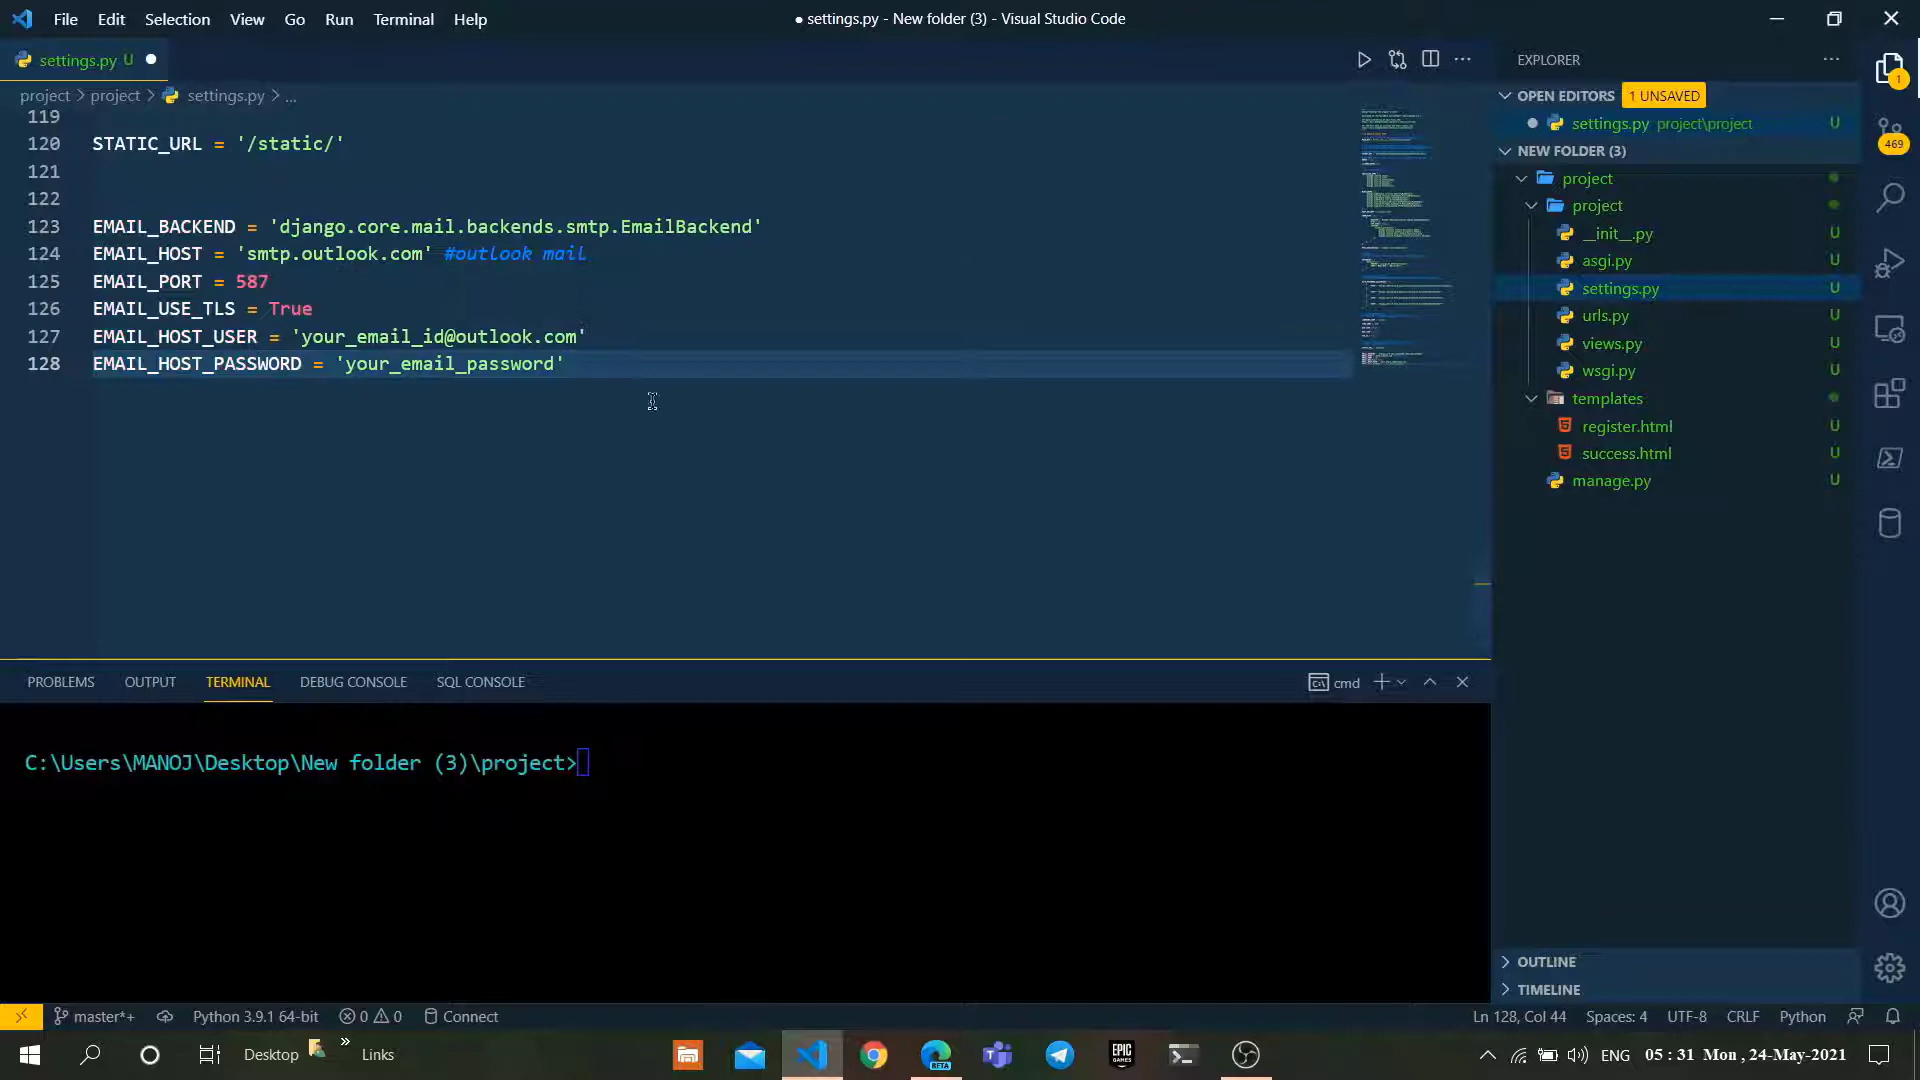 File Edit Selection View Go Run Terminal Help
● settings.py - New folder (3) - Visual Studio Code
settings.py U
project > project > settings.py > ...
119
120 STATIC_URL = '/static/'
121
122
123 EMAIL_BACKEND = 'django.core.mail.backends.smtp.EmailBackend'
124 EMAIL_HOST = 'smtp.outlook.com' #outlook mail
125 EMAIL_PORT = 587
126 EMAIL_USE_TLS = True
127 EMAIL_HOST_USER = 'your_email_id@outlook.com'
128 EMAIL_HOST_PASSWORD = 'your_email_password'
PROBLEMS OUTPUT TERMINAL DEBUG CONSOLE SQL CONSOLE
cmd
C:\Users\MANOJ\Desktop\New folder (3)\project>
EXPLORER
OPEN EDITORS 1 UNSAVED
settings.py project\project U
NEW FOLDER (3)
project
project
__init__.py U
asgi.py U
settings.py U
urls.py U
views.py U
wsgi.py U
templates
register.html U
success.html U
manage.py U
OUTLINE
TIMELINE
1
469
master*+ Python 3.9.1 64-bit 0 0 Connect
Ln 128, Col 44 Spaces: 4 UTF-8 CRLF Python
Desktop » Links
BETA
EPIC GAMES
ENG 05 : 31 Mon , 24-May-2021